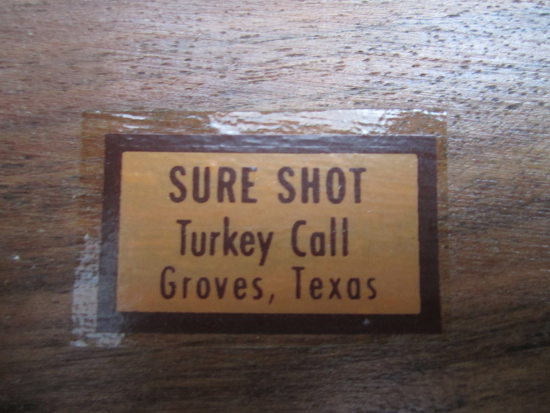 SURE SHOT
Turkey Call
Groves, Texas